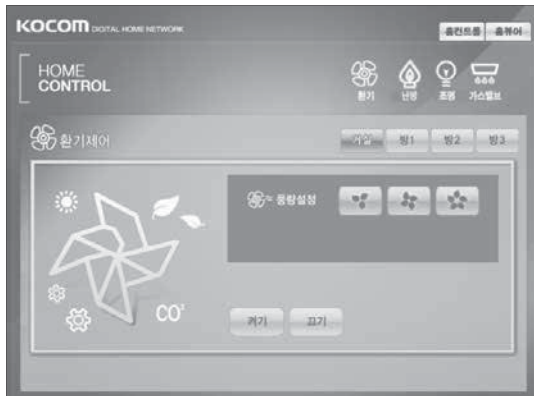 KOCOM DIGITAL HOME NETWORK
홈컨트롤 홈뷰어
HOME
CONTROL
환기 난방 조명 가스밸브
환기제어
거실 방1 방2 방3
풍량설정
CO²
켜기 끄기